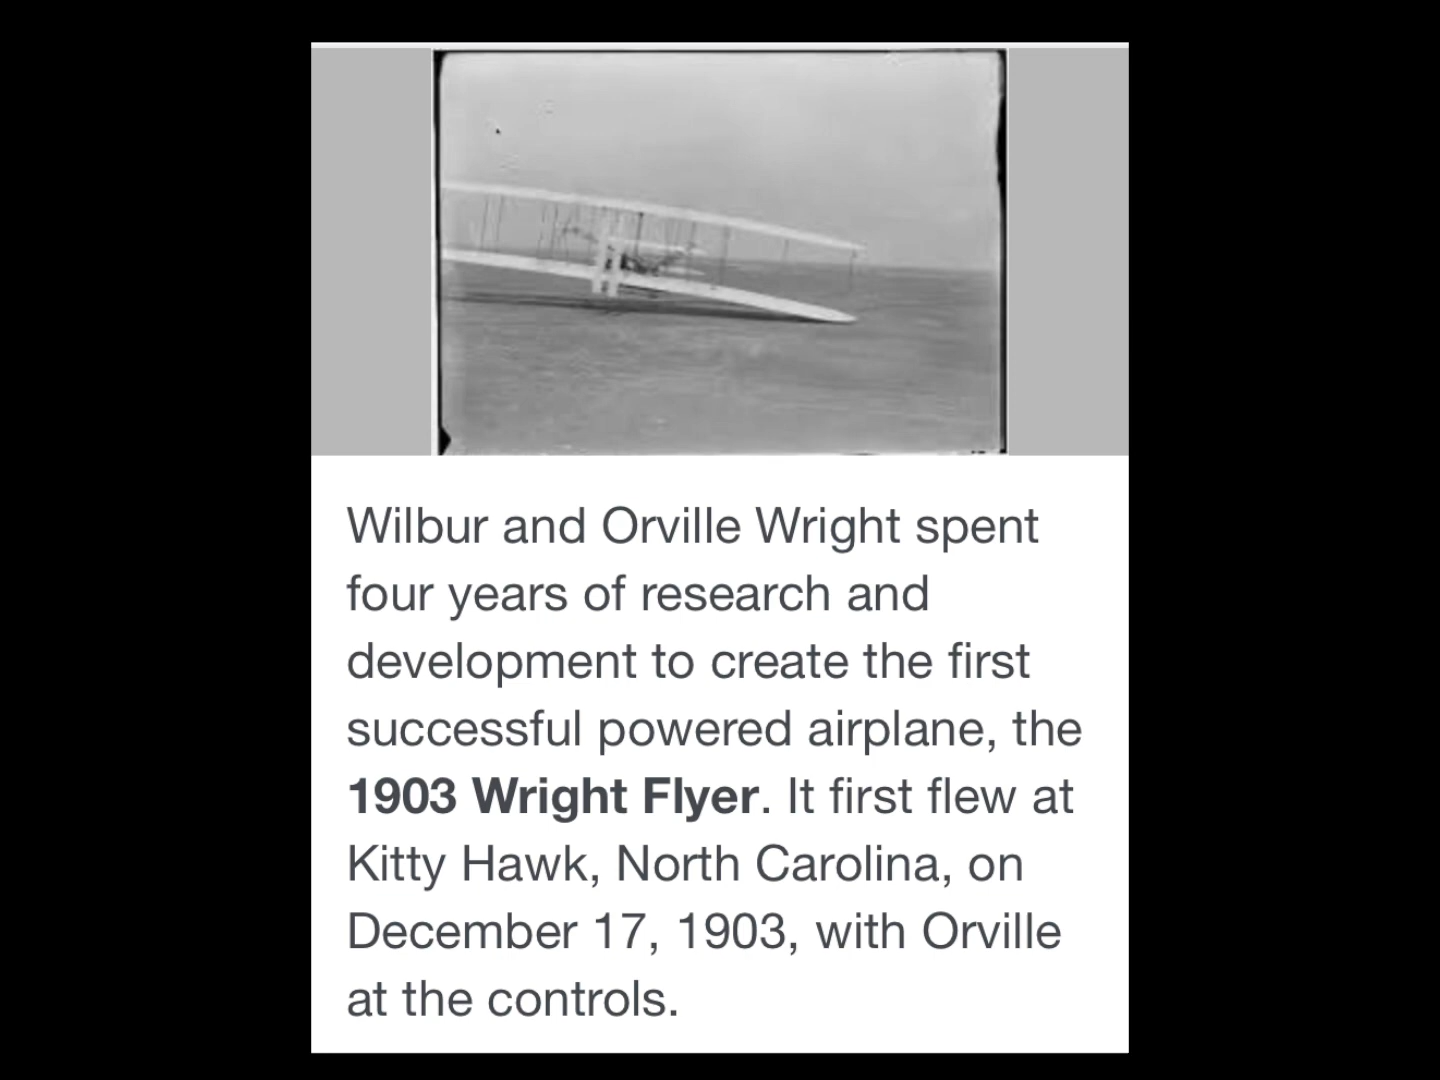 Wilbur and Orville Wright spent
four years of research and
development to create the first
successful powered airplane, the
1903 Wright Flyer. It first flew at
Kitty Hawk, North Carolina, on
December 17, 1903, with Orville
at the controls.